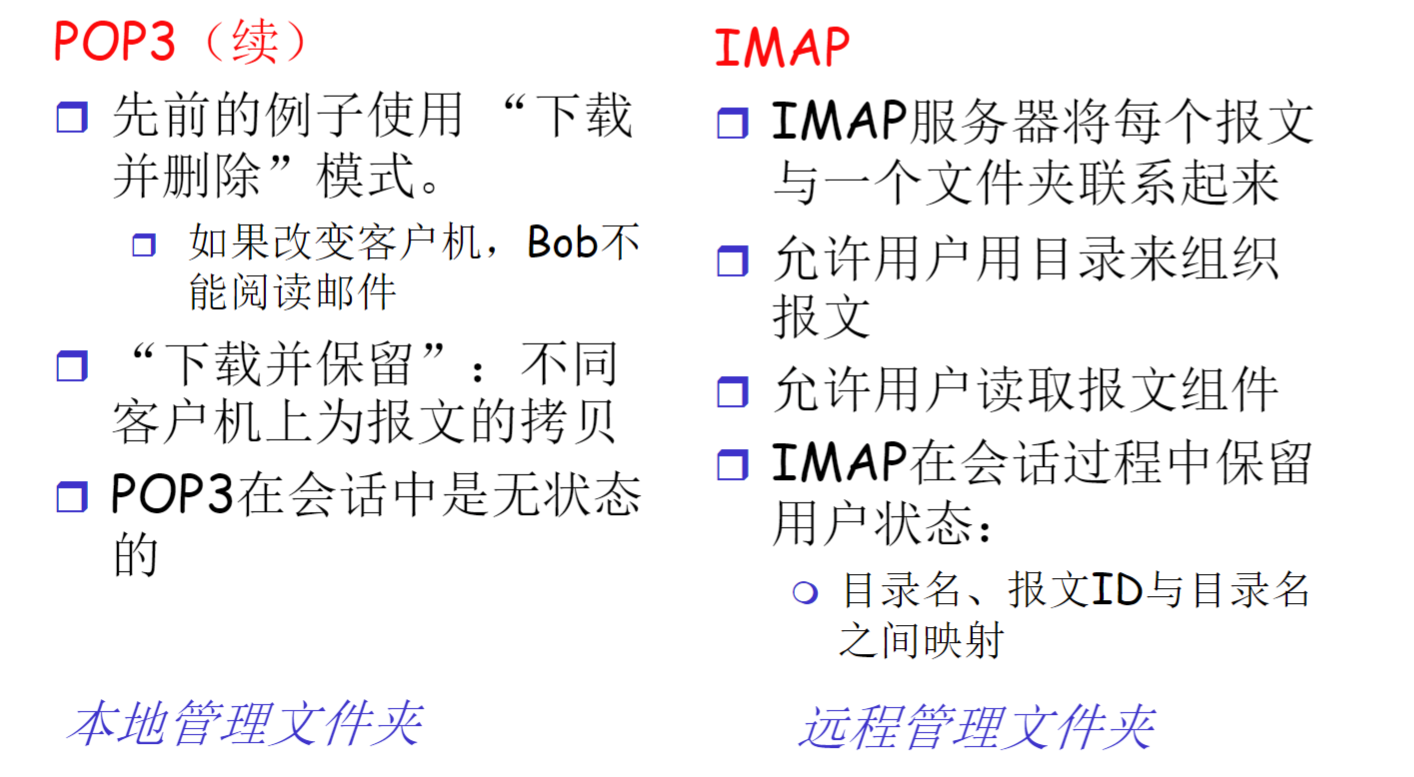 POP3（续）
先前的例子使用 “下载
并删除”模式。
如果改变客户机，Bob不
能阅读邮件
“下载并保留”：不同
客户机上为报文的拷贝
POP3在会话中是无状态
的
本地管理文件夹
IMAP
IMAP服务器将每个报文
与一个文件夹联系起来
允许用户用目录来组织
报文
允许用户读取报文组件
IMAP在会话过程中保留
用户状态：
目录名、报文ID与目录名
之间映射
远程管理文件夹